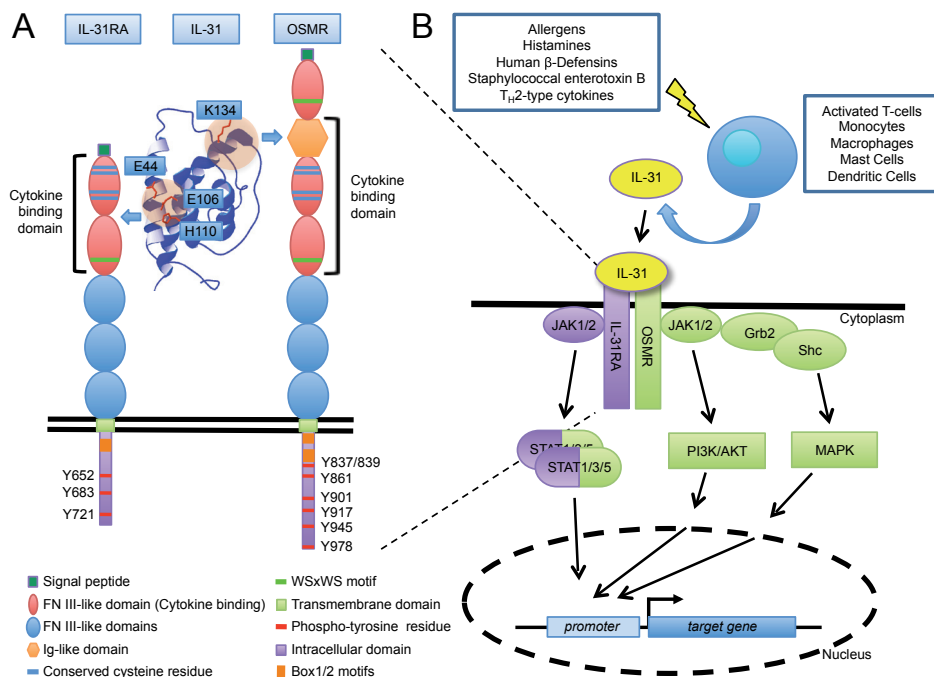 A
IL-31RA
IL-31
OSMR
K134
E44
E106
H110
Cytokine
binding
domain
Cytokine
binding
domain
Y652
Y683
Y721
Y837/839
Y861
Y901
Y917
Y945
Y978
Signal peptide
FN III-like domain (Cytokine binding)
FN III-like domains
Ig-like domain
Conserved cysteine residue
WSxWS motif
Transmembrane domain
Phospho-tyrosine residue
Intracellular domain
Box1/2 motifs
B
Allergens
Histamines
Human β-Defensins
Staphylococcal enterotoxin B
TH2-type cytokines
Activated T-cells
Monocytes
Macrophages
Mast Cells
Dendritic Cells
IL-31
IL-31
Cytoplasm
JAK1/2
IL-31RA
OSMR
JAK1/2
Grb2
Shc
STAT1/3/5
STAT1/3/5
PI3K/AKT
MAPK
promoter
target gene
Nucleus